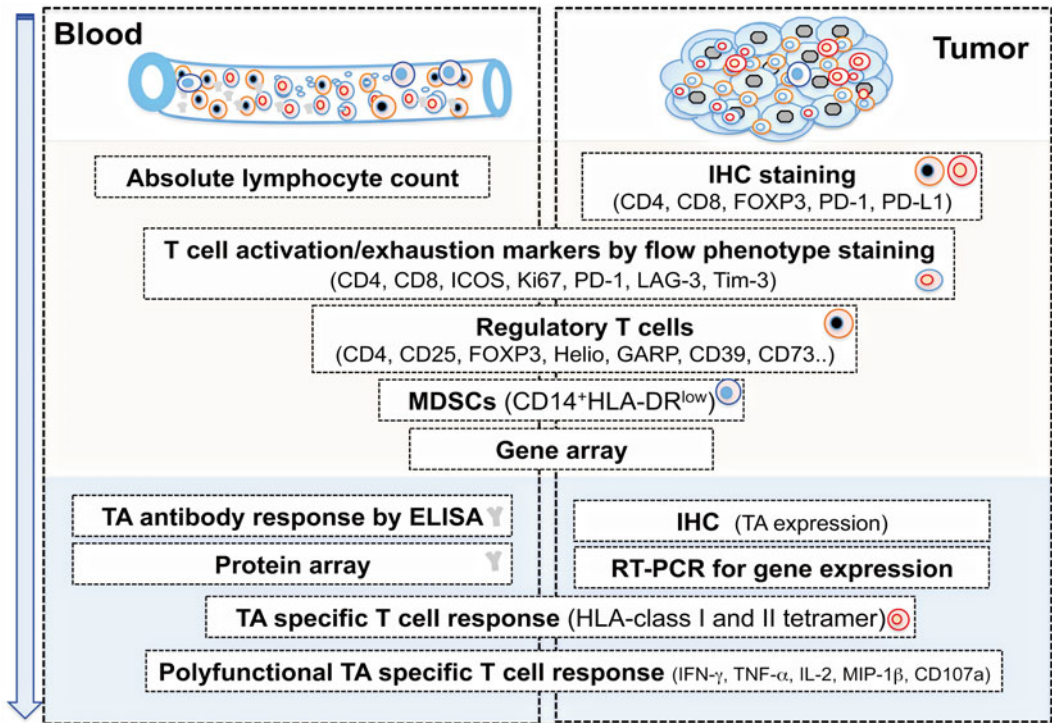 Blood
Tumor
Absolute lymphocyte count
IHC staining
(CD4, CD8, FOXP3, PD-1, PD-L1)
T cell activation/exhaustion markers by flow phenotype staining
(CD4, CD8, ICOS, Ki67, PD-1, LAG-3, Tim-3)
Regulatory T cells
(CD4, CD25, FOXP3, Helio, GARP, CD39, CD73..)
MDSCs (CD14⁺HLA-DRˡᵒʷ)
Gene array
TA antibody response by ELISA
IHC (TA expression)
Protein array
RT-PCR for gene expression
TA specific T cell response (HLA-class I and II tetramer)
Polyfunctional TA specific T cell response (IFN-γ, TNF-α, IL-2, MIP-1β, CD107a)